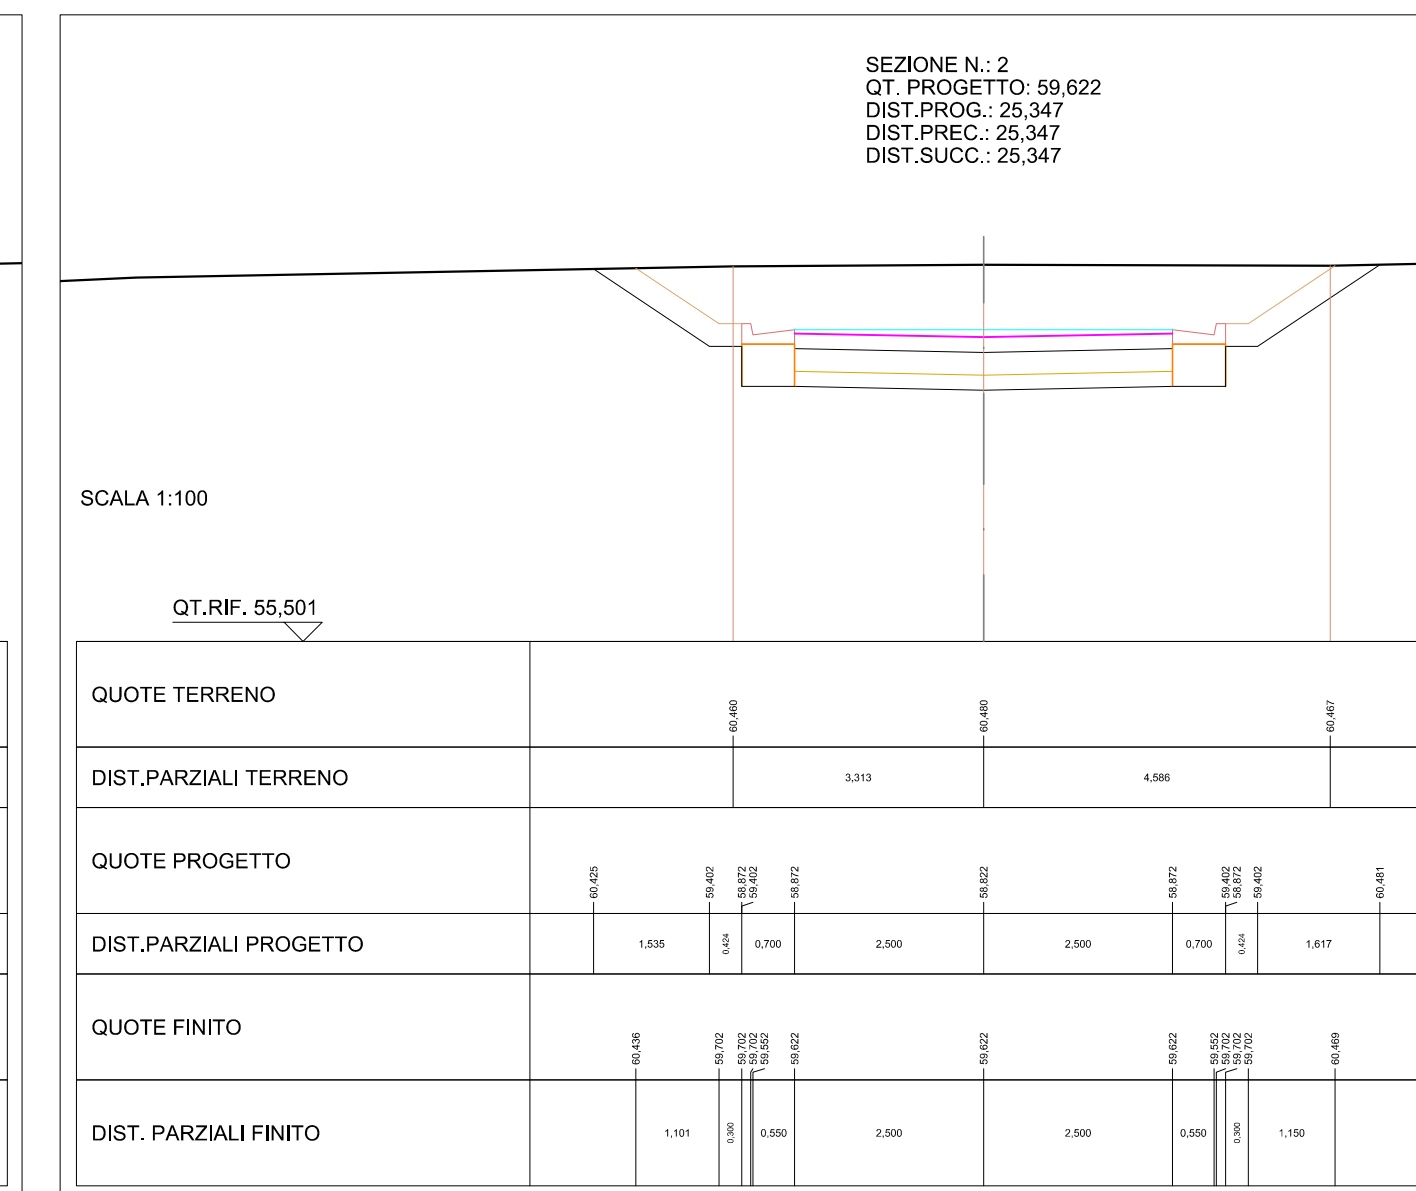 SEZIONE N.: 2
QT. PROGETTO: 59,622
DIST.PROG.: 25,347
DIST.PREC.: 25,347
DIST.SUCC.: 25,347
SCALA 1:100
QT.RIF. 55,501
QUOTE TERRENO
60,460 60,480 60,467
DIST.PARZIALI TERRENO
3,313 4,586
QUOTE PROGETTO
60,425 59,402 58,872 59,402 58,872 58,822 58,872 59,402 58,872 59,402 60,481
DIST.PARZIALI PROGETTO
1,535 0,424 0,700 2,500 2,500 0,700 0,424 1,617
QUOTE FINITO
60,436 59,702 59,702 59,702 59,552 59,622 59,622 59,622 59,552 59,702 59,702 59,702 60,469
DIST. PARZIALI FINITO
1,101 0,300 0,550 2,500 2,500 0,550 0,300 1,150